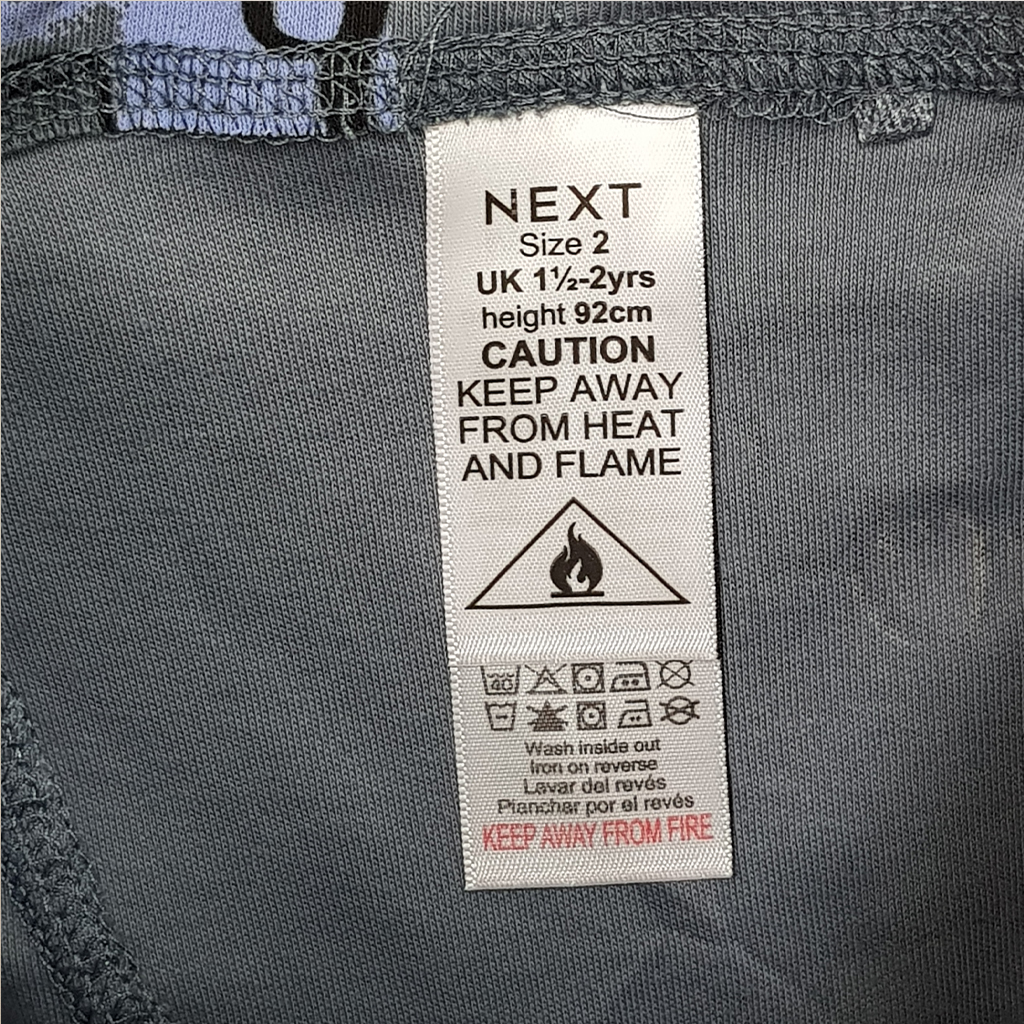 NEXT
Size 2
UK 1½-2yrs
height 92cm
CAUTION
KEEP AWAY
FROM HEAT
AND FLAME
40
Wash inside out
Iron on reverse
Lavar del revés
Planchar por el revés
KEEP AWAY FROM FIRE